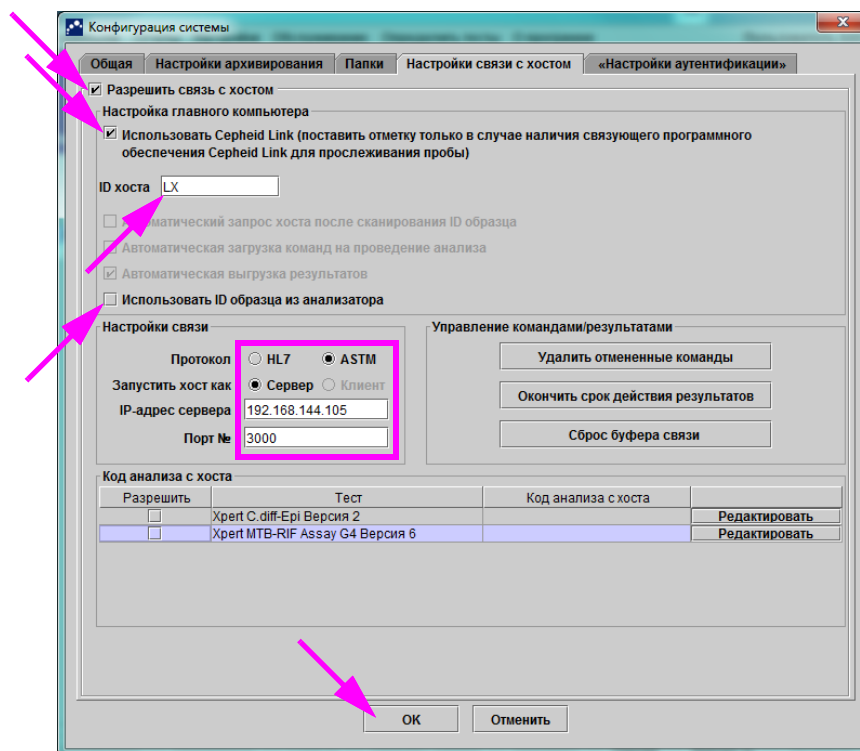 Конфигурация системы
Общая Настройки архивирования Папки Настройки связи с хостом «Настройки аутентификации»
Разрешить связь с хостом
Настройка главного компьютера
Использовать Cepheid Link (поставить отметку только в случае наличия связующего программного
обеспечения Cepheid Link для прослеживания пробы)
ID хоста LX
Автоматический запрос хоста после сканирования ID образца
Автоматическая загрузка команд на проведение анализа
Автоматическая выгрузка результатов
Использовать ID образца из анализатора
Настройки связи
Протокол HL7 ASTM
Запустить хост как Сервер Клиент
IP-адрес сервера 192.168.144.105
Порт № 3000
Управление командами/результатами
Удалить отмененные команды
Окончить срок действия результатов
Сброс буфера связи
Код анализа с хоста
Разрешить Тест Код анализа с хоста
Xpert C.diff-Epi Версия 2 Редактировать
Xpert MTB-RIF Assay G4 Версия 6 Редактировать
OK Отменить